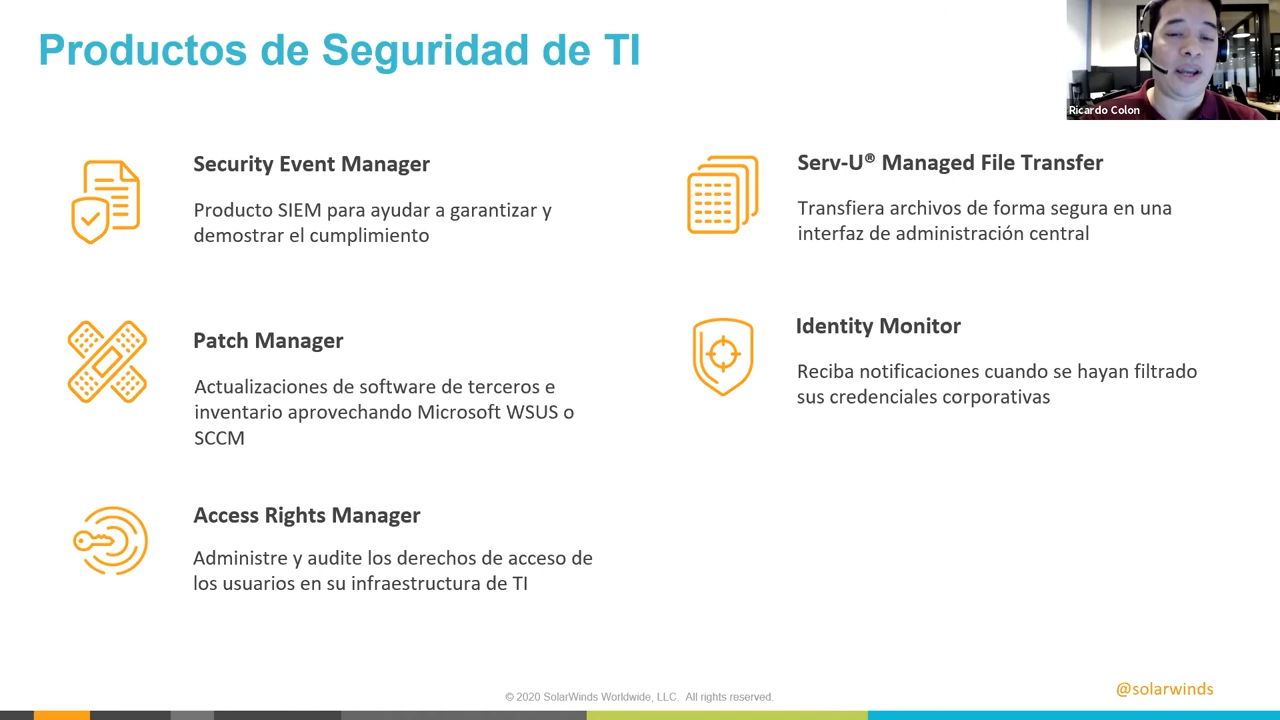 Productos de Seguridad de TI
Ricardo Colon
Security Event Manager
Producto SIEM para ayudar a garantizar y
demostrar el cumplimiento
Patch Manager
Actualizaciones de software de terceros e
inventario aprovechando Microsoft WSUS o
SCCM
Access Rights Manager
Administre y audite los derechos de acceso de
los usuarios en su infraestructura de TI
Serv-U® Managed File Transfer
Transfiera archivos de forma segura en una
interfaz de administración central
Identity Monitor
Reciba notificaciones cuando se hayan filtrado
sus credenciales corporativas
© 2020 SolarWinds Worldwide, LLC. All rights reserved.
@solarwinds